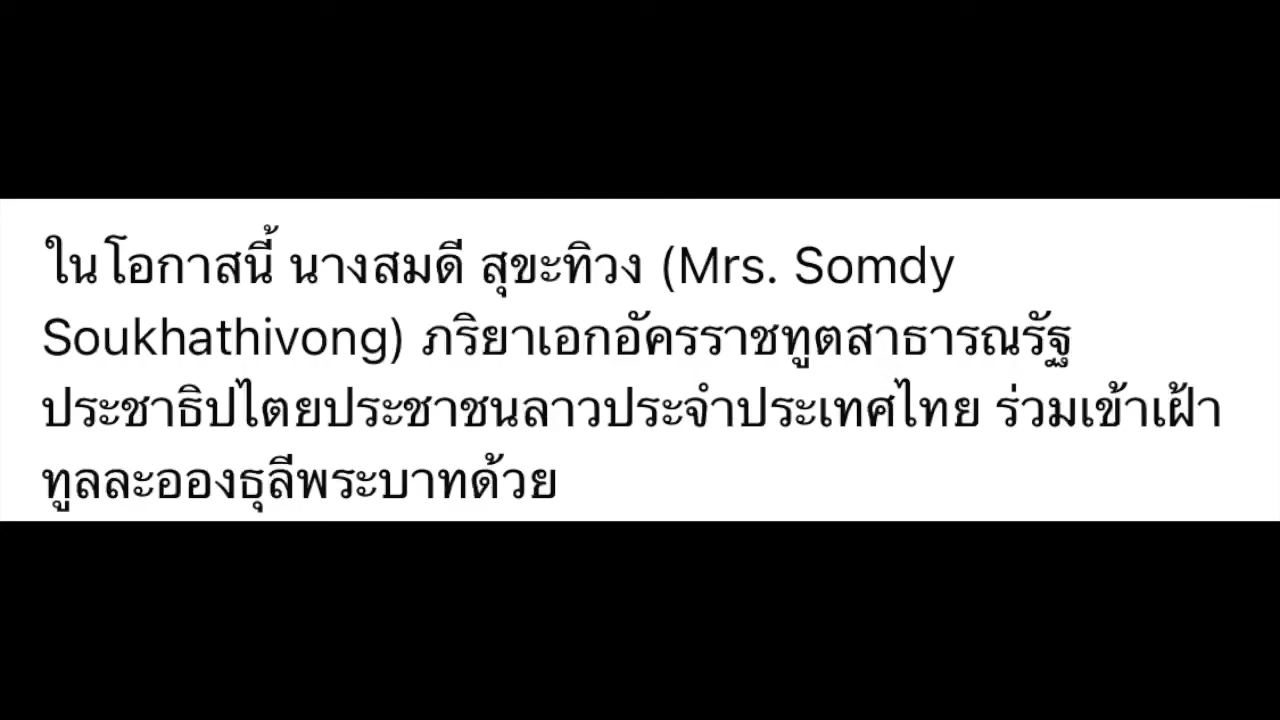 ในโอกาสนี้ นางสมดี สุขะทิวง (Mrs. Somdy
Soukhathivong) ภริยาเอกอัครราชทูตสาธารณรัฐ
ประชาธิปไตยประชาชนลาวประจำประเทศไทย ร่วมเข้าเฝ้า
ทูลละอองธุลีพระบาทด้วย